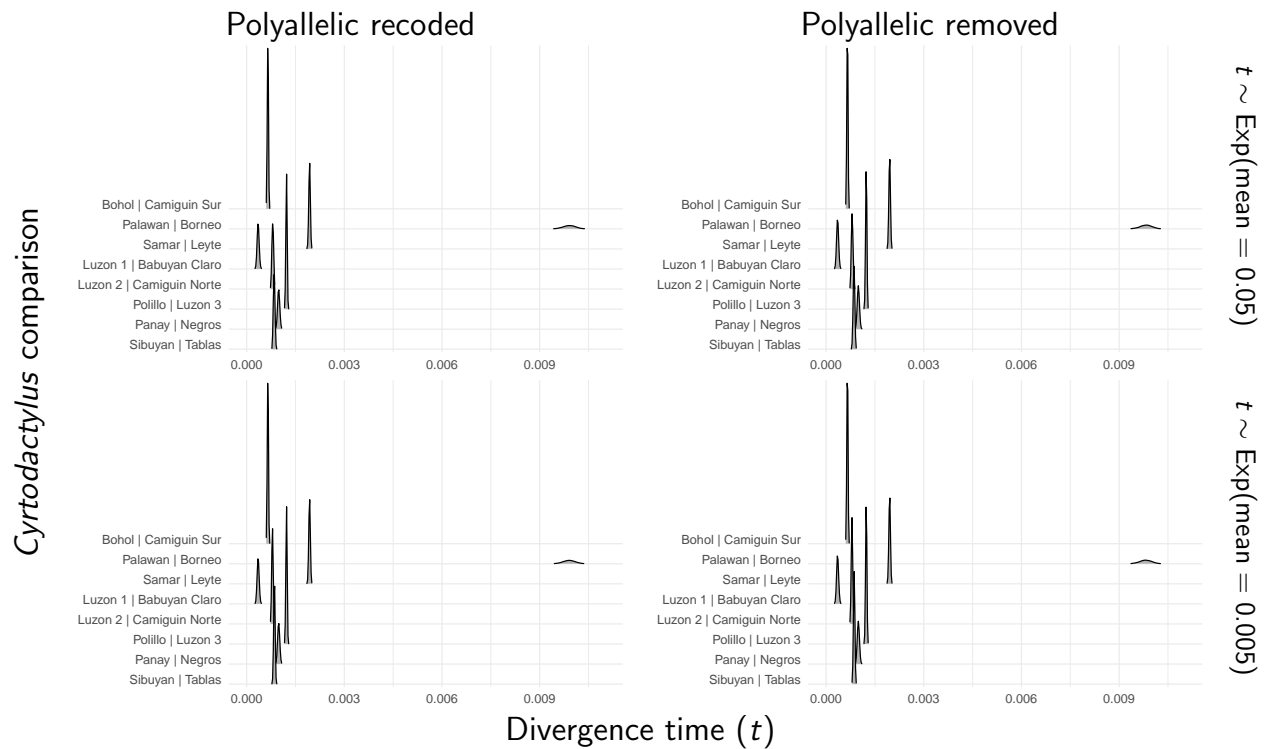 Polyallelic recoded
Polyallelic removed
Cyrtodactylus comparison
Bohol | Camiguin Sur
Palawan | Borneo
Samar | Leyte
Luzon 1 | Babuyan Claro
Luzon 2 | Camiguin Norte
Polillo | Luzon 3
Panay | Negros
Sibuyan | Tablas
0.000 0.003 0.006 0.009
Bohol | Camiguin Sur
Palawan | Borneo
Samar | Leyte
Luzon 1 | Babuyan Claro
Luzon 2 | Camiguin Norte
Polillo | Luzon 3
Panay | Negros
Sibuyan | Tablas
0.000 0.003 0.006 0.009
t ∼ Exp(mean = 0.05)
Bohol | Camiguin Sur
Palawan | Borneo
Samar | Leyte
Luzon 1 | Babuyan Claro
Luzon 2 | Camiguin Norte
Polillo | Luzon 3
Panay | Negros
Sibuyan | Tablas
0.000 0.003 0.006 0.009
Bohol | Camiguin Sur
Palawan | Borneo
Samar | Leyte
Luzon 1 | Babuyan Claro
Luzon 2 | Camiguin Norte
Polillo | Luzon 3
Panay | Negros
Sibuyan | Tablas
0.000 0.003 0.006 0.009
t ∼ Exp(mean = 0.005)
Divergence time (t)